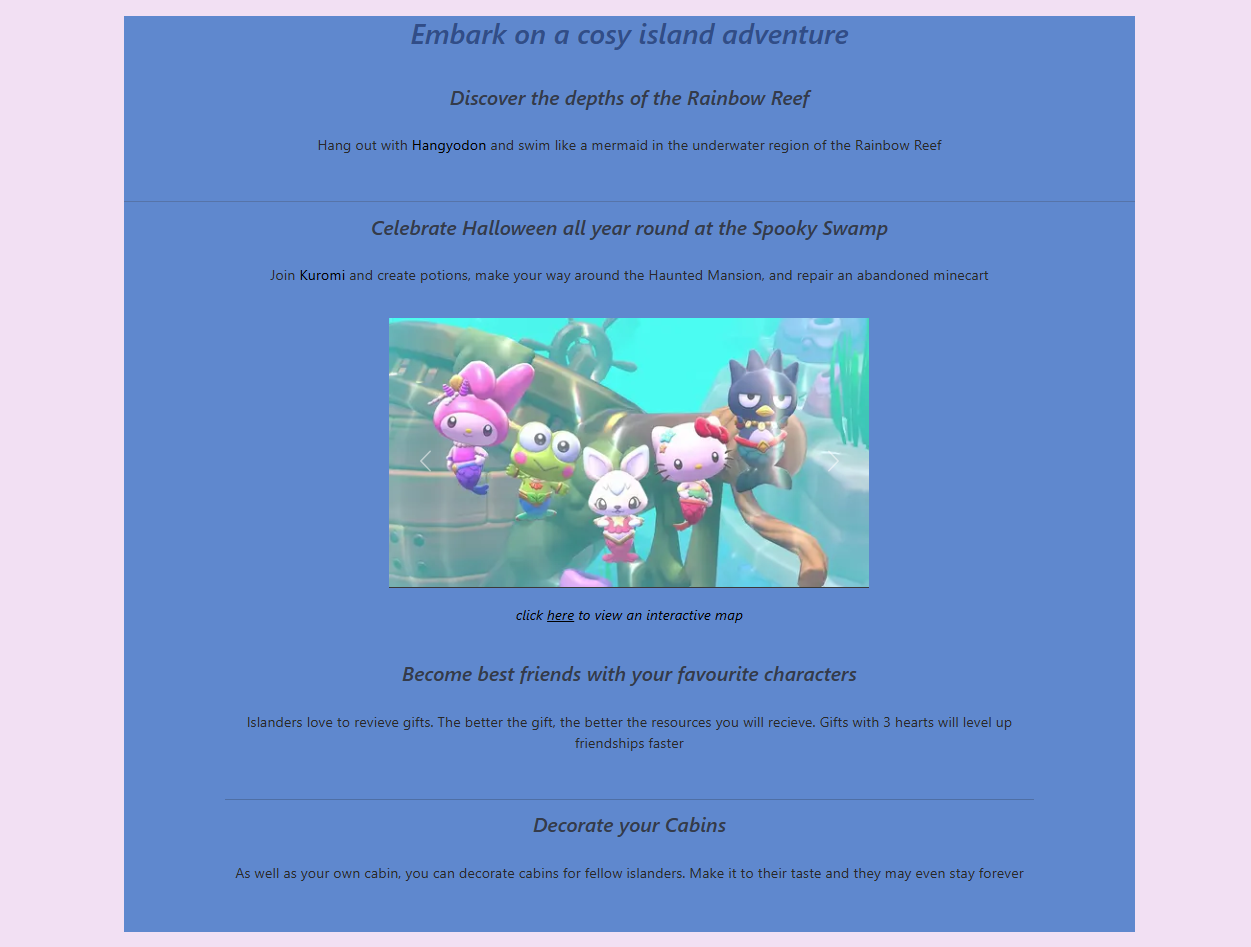 Embark on a cosy island adventure
Discover the depths of the Rainbow Reef
Hang out with Hangyodon and swim like a mermaid in the underwater region of the Rainbow Reef
Celebrate Halloween all year round at the Spooky Swamp
Join Kuromi and create potions, make your way around the Haunted Mansion, and repair an abandoned minecart
click here to view an interactive map
Become best friends with your favourite characters
Islanders love to revieve gifts. The better the gift, the better the resources you will recieve. Gifts with 3 hearts will level up
friendships faster
Decorate your Cabins
As well as your own cabin, you can decorate cabins for fellow islanders. Make it to their taste and they may even stay forever